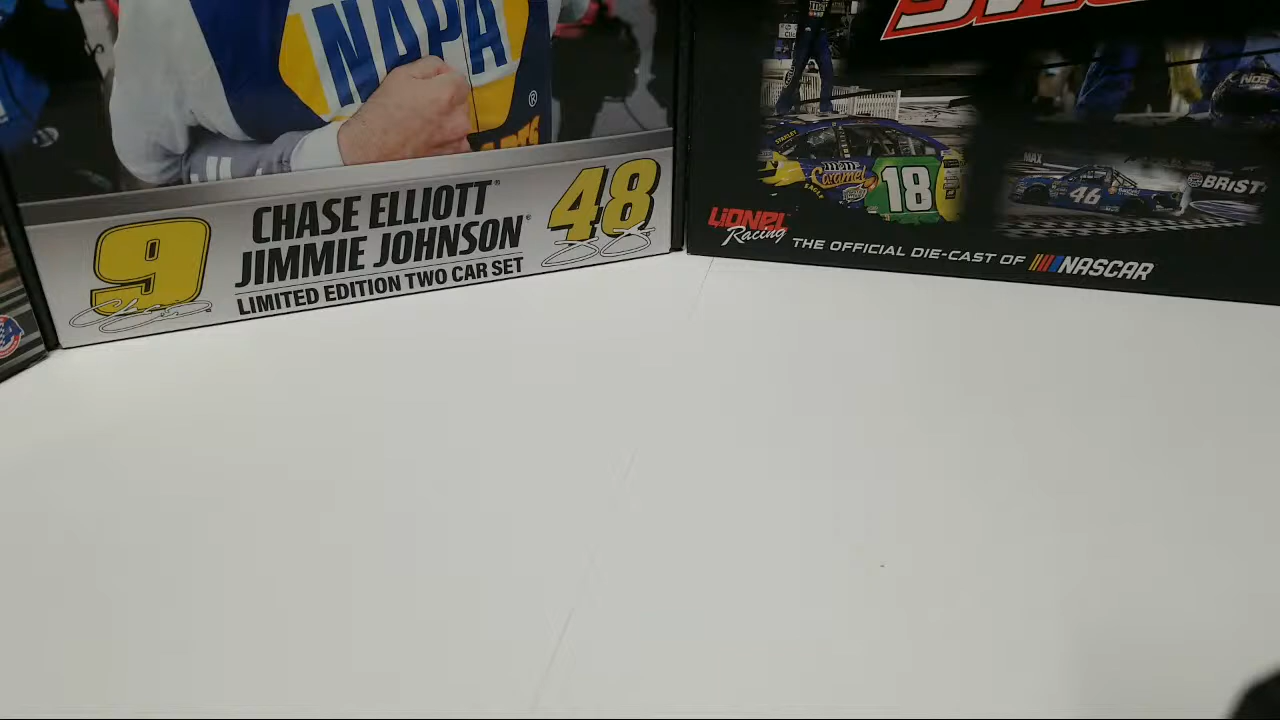 NAPA
®
9
CHASE ELLIOTT®
JIMMIE JOHNSON®
LIMITED EDITION TWO CAR SET
48
NOS
Caramel
18
46
BRIST
LIONEL
Racing
THE OFFICIAL DIE-CAST OF NASCAR